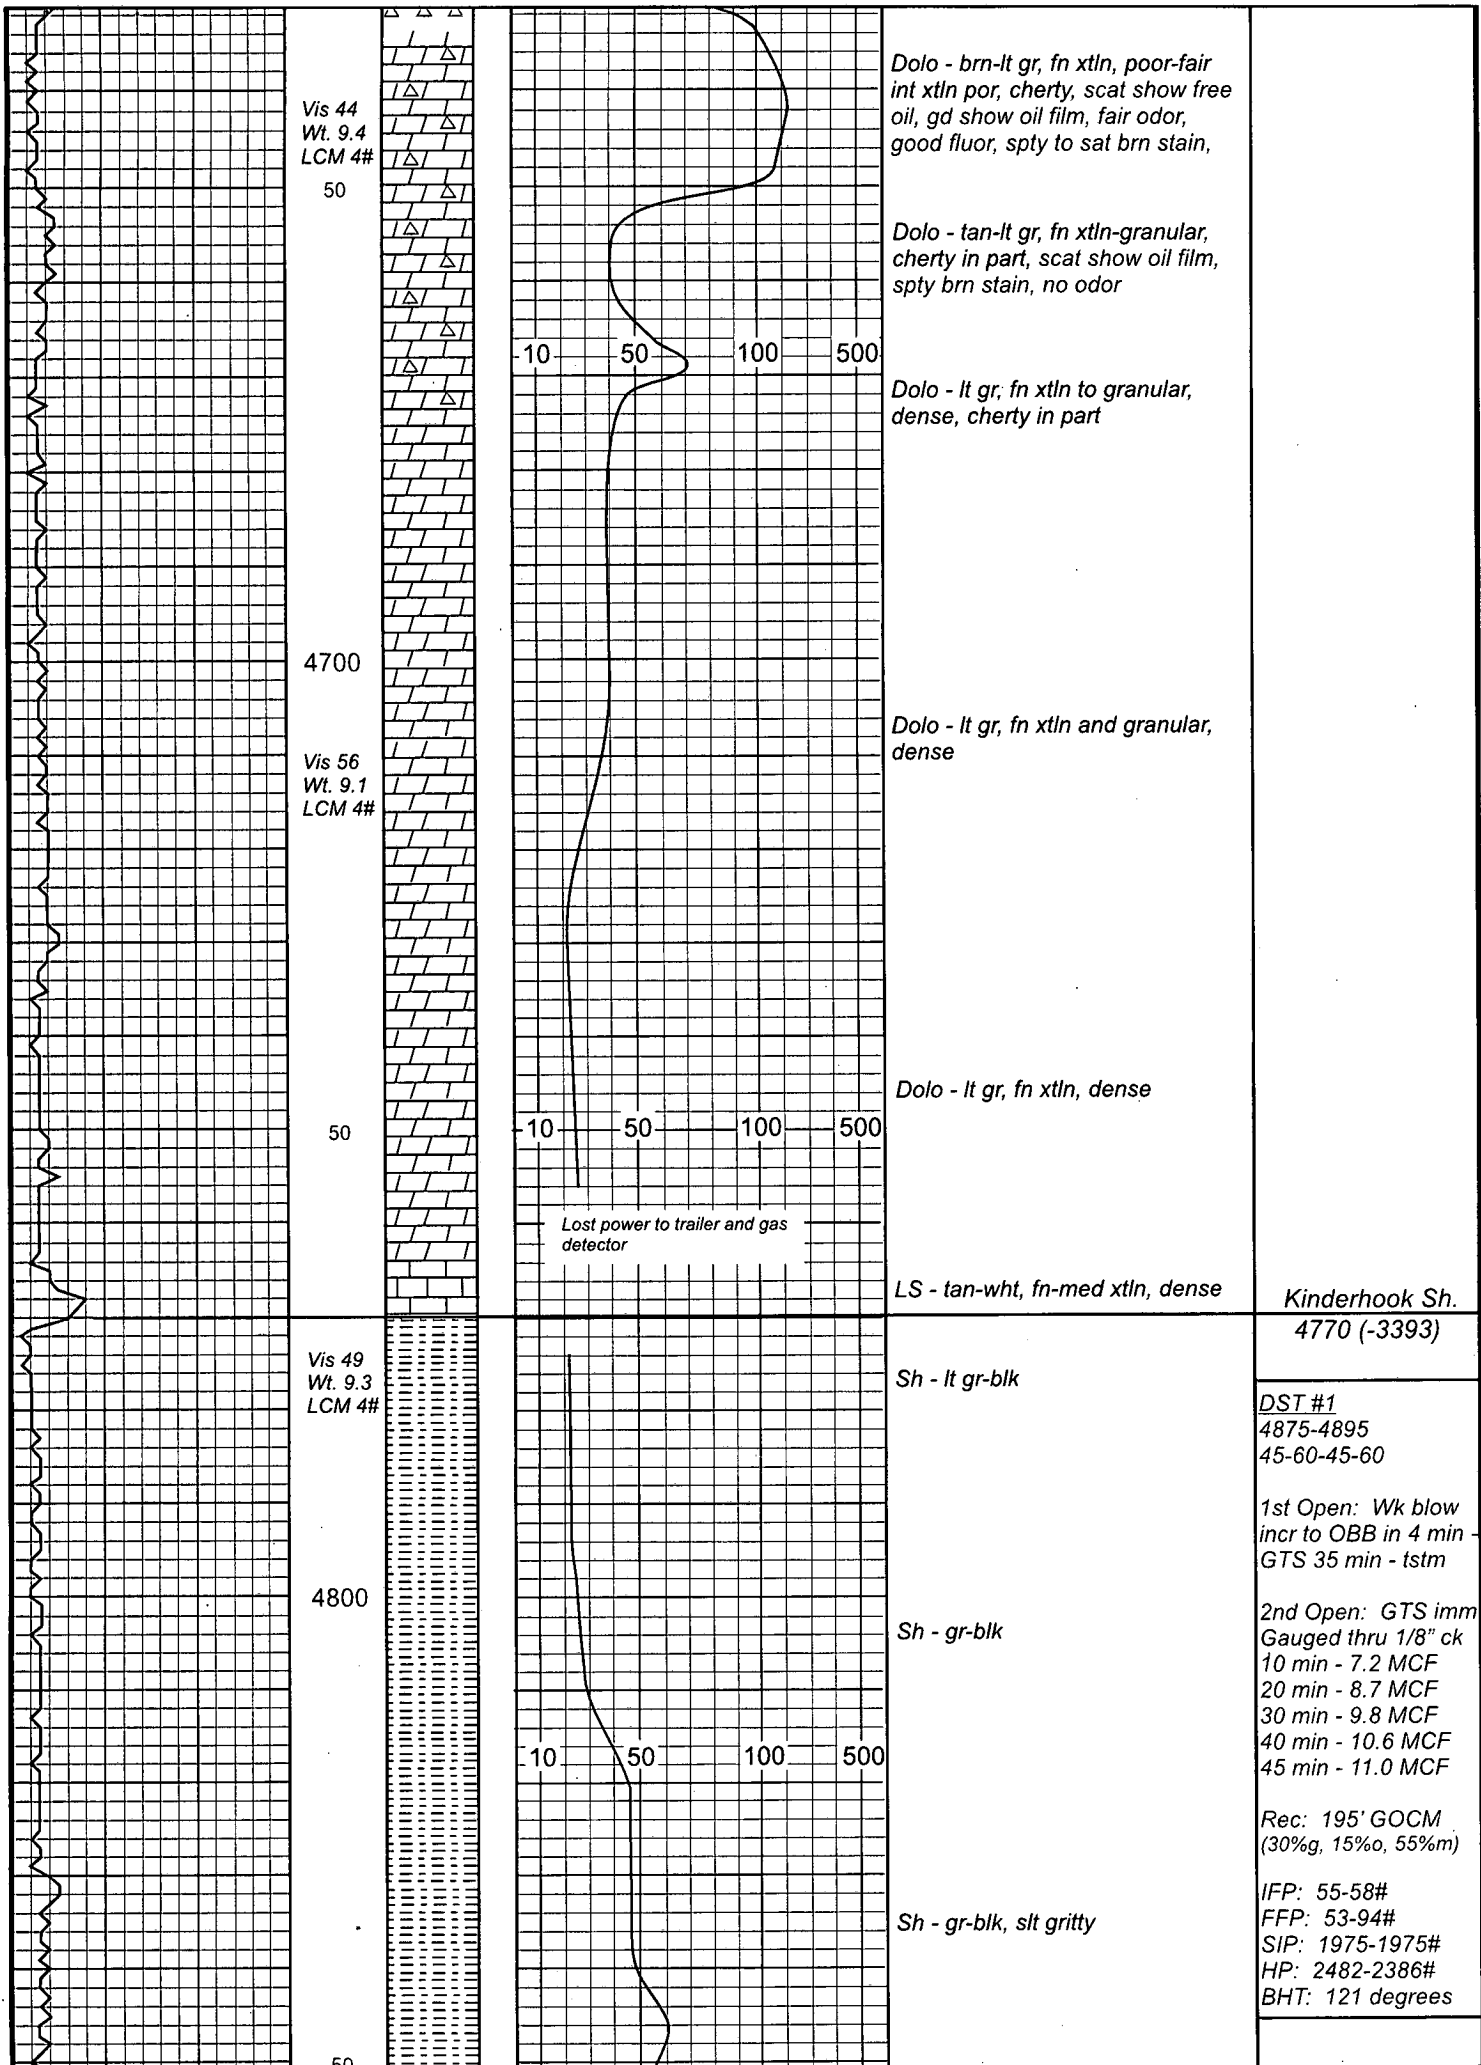 Dolo - brn-lt gr, fn xtln, poor-fair
int xtln por, cherty, scat show free
oil, gd show oil film, fair odor,
good fluor, spty to sat brn stain,
Vis 44
Wt. 9.4
LCM 4#
50
Dolo - tan-lt gr, fn xtln-granular,
cherty in part, scat show oil film,
spty brn stain, no odor
10 50 100 500
Dolo - lt gr, fn xtln to granular,
dense, cherty in part
4700
Dolo - lt gr, fn xtln and granular,
dense
Vis 56
Wt. 9.1
LCM 4#
Dolo - lt gr, fn xtln, dense
50
10 50 100 500
Lost power to trailer and gas
detector
LS - tan-wht, fn-med xtln, dense
Kinderhook Sh.
4770 (-3393)
Vis 49
Wt. 9.3
LCM 4#
Sh - lt gr-blk
DST #1
4875-4895
45-60-45-60
1st Open: Wk blow
incr to OBB in 4 min -
GTS 35 min - tstm
4800
Sh - gr-blk
2nd Open: GTS imm
Gauged thru 1/8" ck
10 min - 7.2 MCF
20 min - 8.7 MCF
30 min - 9.8 MCF
40 min - 10.6 MCF
45 min - 11.0 MCF
10 50 100 500
Rec: 195' GOCM
(30%g, 15%o, 55%m)
Sh - gr-blk, slt gritty
IFP: 55-58#
FFP: 53-94#
SIP: 1975-1975#
HP: 2482-2386#
BHT: 121 degrees
50